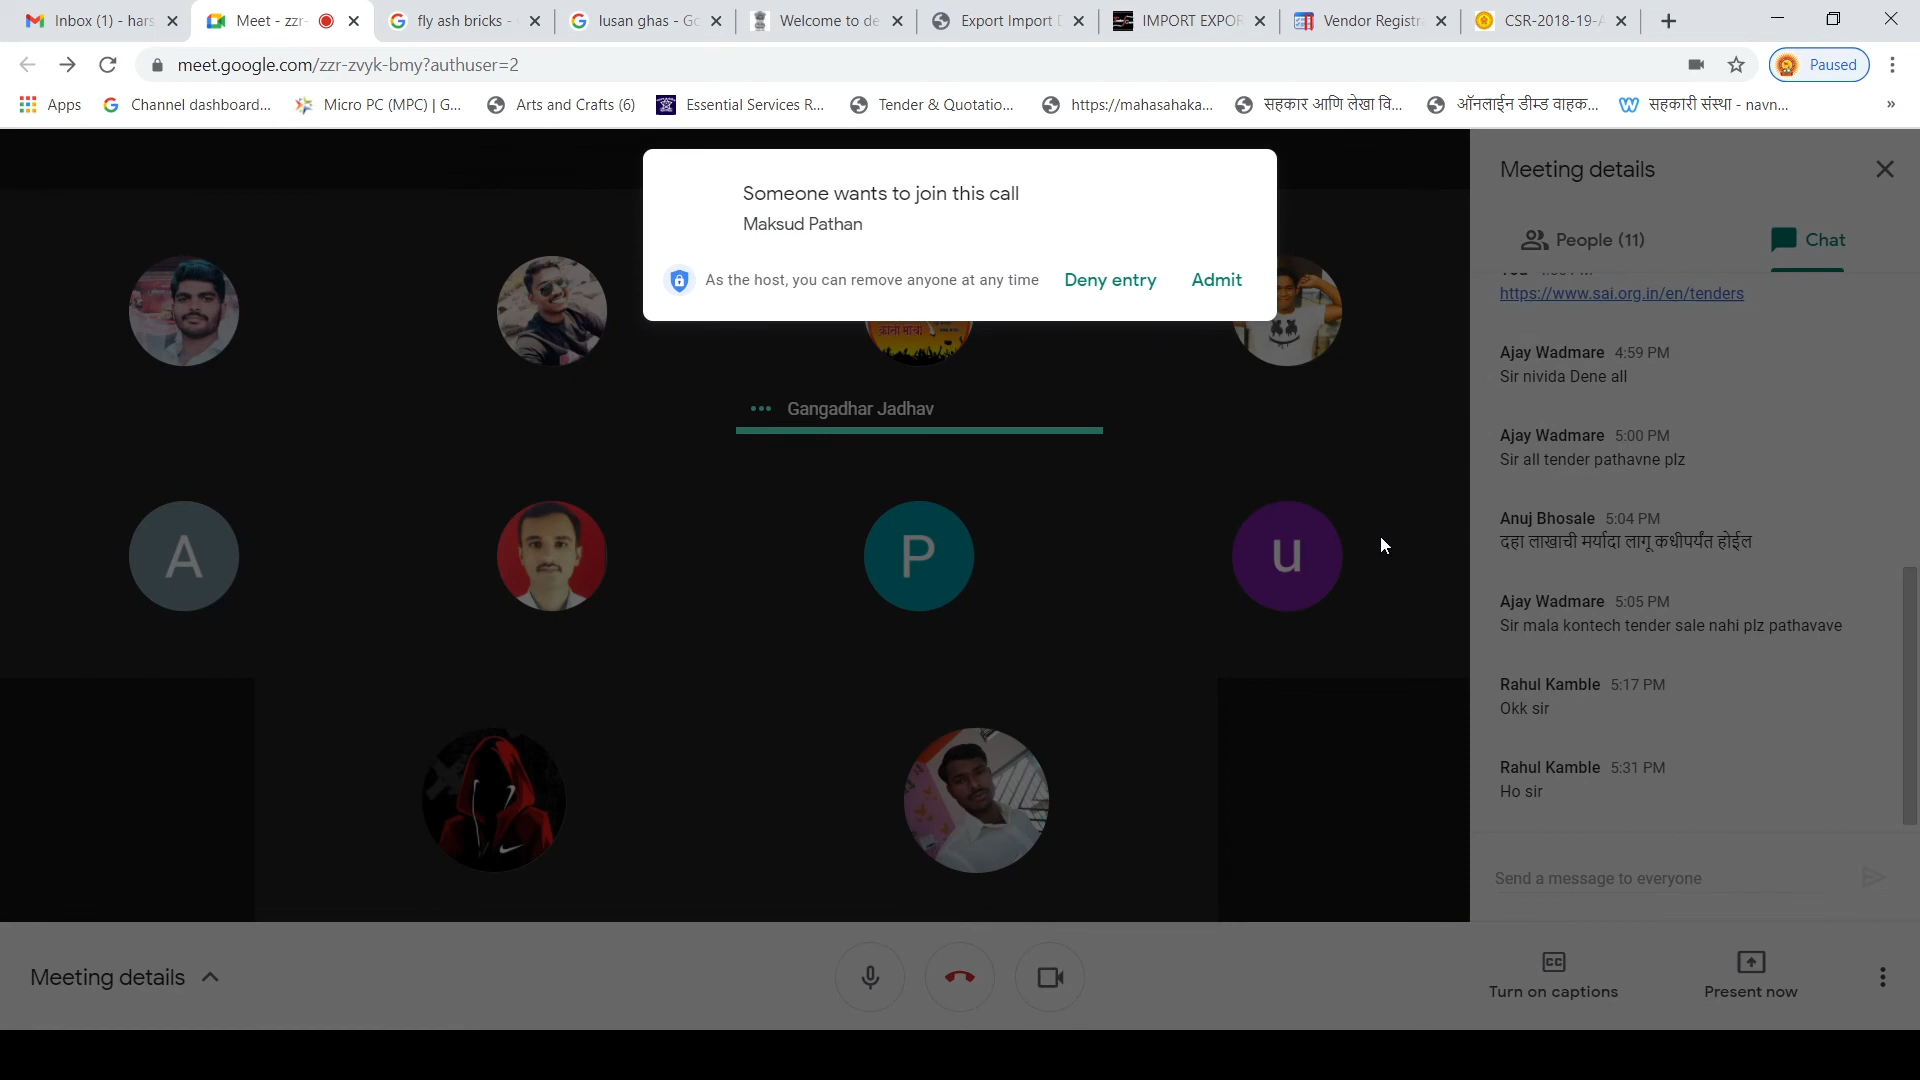 Inbox (1) - hars
Meet - zzr-
fly ash bricks -
lusan ghas - Go
Welcome to de
Export Import D
IMPORT EXPOR
Vendor Registra
CSR-2018-19-A
meet.google.com/zzr-zvyk-bmy?authuser=2
Paused
Apps
Channel dashboard...
Micro PC (MPC) | G...
Arts and Crafts (6)
Essential Services R...
Tender & Quotatio...
https://mahasahaka...
सहकार आणि लेखा वि...
ऑनलाईन डीम्ड वाहक...
सहकारी संस्था - navn...
»
Someone wants to join this call
Maksud Pathan
As the host, you can remove anyone at any time
Deny entry
Admit
Gangadhar Jadhav
A
P
u
Meeting details
People (11)
Chat
https://www.sai.org.in/en/tenders
Ajay Wadmare 4:59 PM
Sir nivida Dene all
Ajay Wadmare 5:00 PM
Sir all tender pathavne plz
Anuj Bhosale 5:04 PM
दहा लाखाची मर्यादा लागू कधीपर्यंत होईल
Ajay Wadmare 5:05 PM
Sir mala kontech tender sale nahi plz pathavave
Rahul Kamble 5:17 PM
Okk sir
Rahul Kamble 5:31 PM
Ho sir
Send a message to everyone
Meeting details
CC
Turn on captions
Present now